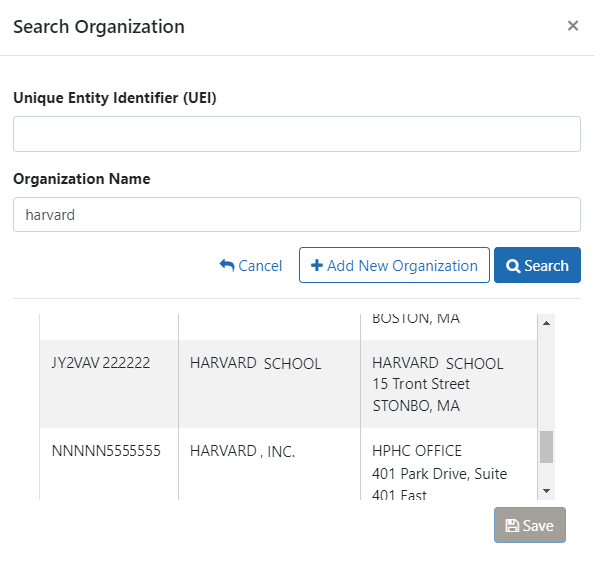 Search Organization ×
Unique Entity Identifier (UEI)
Organization Name
harvard
Cancel Add New Organization Search
BOSTON, MA
JY2VAV 222222 HARVARD SCHOOL HARVARD SCHOOL
15 Tront Street
STONBO, MA
NNNNN5555555 HARVARD , INC. HPHC OFFICE
401 Park Drive, Suite
401 East
Save